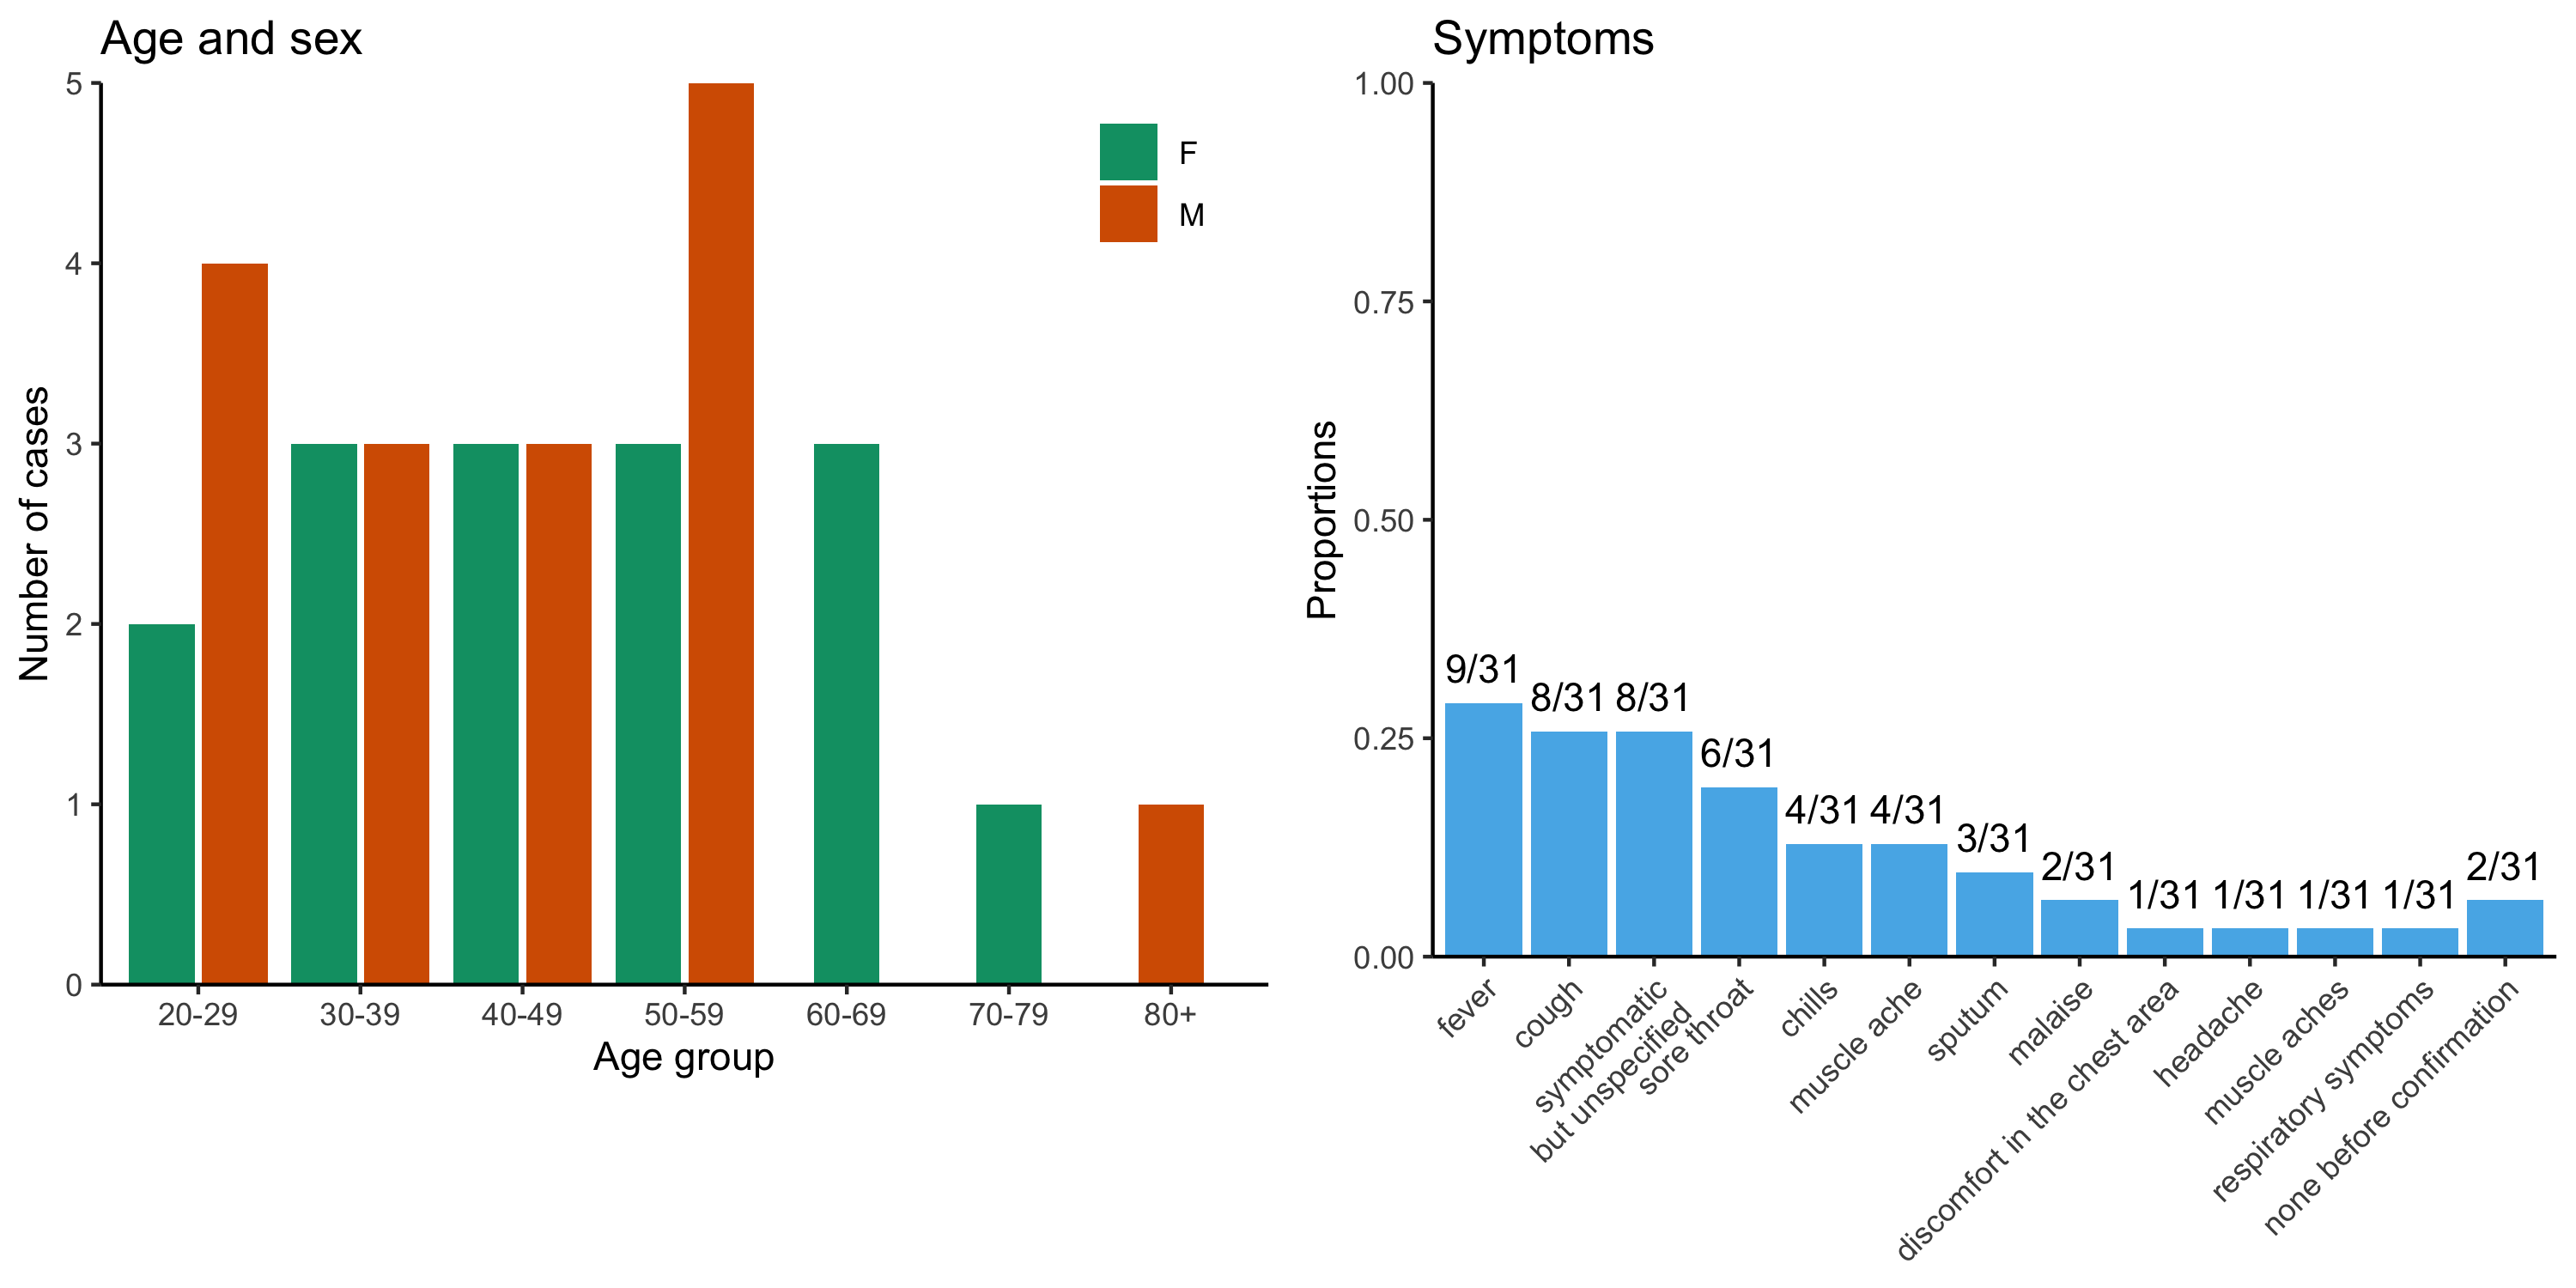 Age and sex
5
4
3
2
1
0
Number of cases
20-29
30-39
40-49
50-59
60-69
70-79
80+
Age group
F
M
Symptoms
1.00
0.75
0.50
0.25
0.00
Proportions
9/31
8/31
8/31
6/31
4/31
4/31
3/31
2/31
1/31
1/31
1/31
1/31
2/31
fever
cough
symptomatic
but unspecified
sore throat
chills
muscle ache
sputum
malaise
discomfort in the chest area
headache
muscle aches
respiratory symptoms
none before confirmation